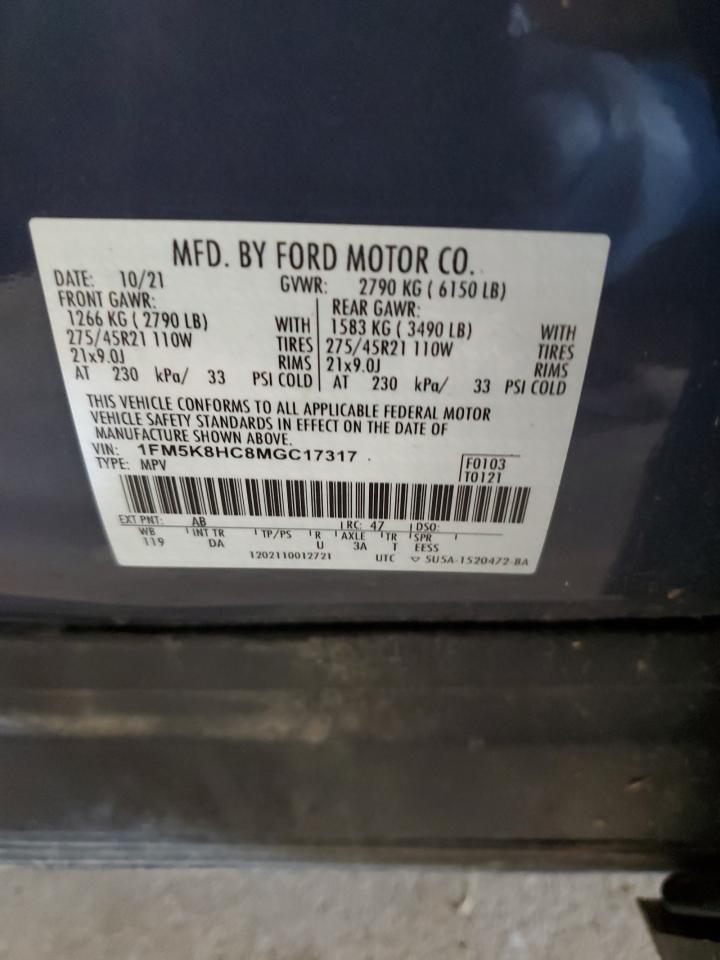 MFD. BY FORD MOTOR CO.
DATE: 10/21 GVWR: 2790 KG ( 6150 LB)
FRONT GAWR: REAR GAWR:
1266 KG ( 2790 LB) WITH 1583 KG ( 3490 LB) WITH
275/45R21 110W TIRES 275/45R21 110W TIRES
21x9.0J RIMS 21x9.0J RIMS
AT 230 kPa/ 33 PSI COLD AT 230 kPa/ 33 PSI COLD
THIS VEHICLE CONFORMS TO ALL APPLICABLE FEDERAL MOTOR
VEHICLE SAFETY STANDARDS IN EFFECT ON THE DATE OF
MANUFACTURE SHOWN ABOVE.
VIN: 1FM5K8HC8MGC17317
TYPE: MPV F0103
T0121
EXT PNT: AB RC: 47 DSO:
WB INT TR TP/PS R AXLE TR SPR
119 DA U 3A T EESS
1202110012721 UTC ▽ 5U5A-1520472-BA